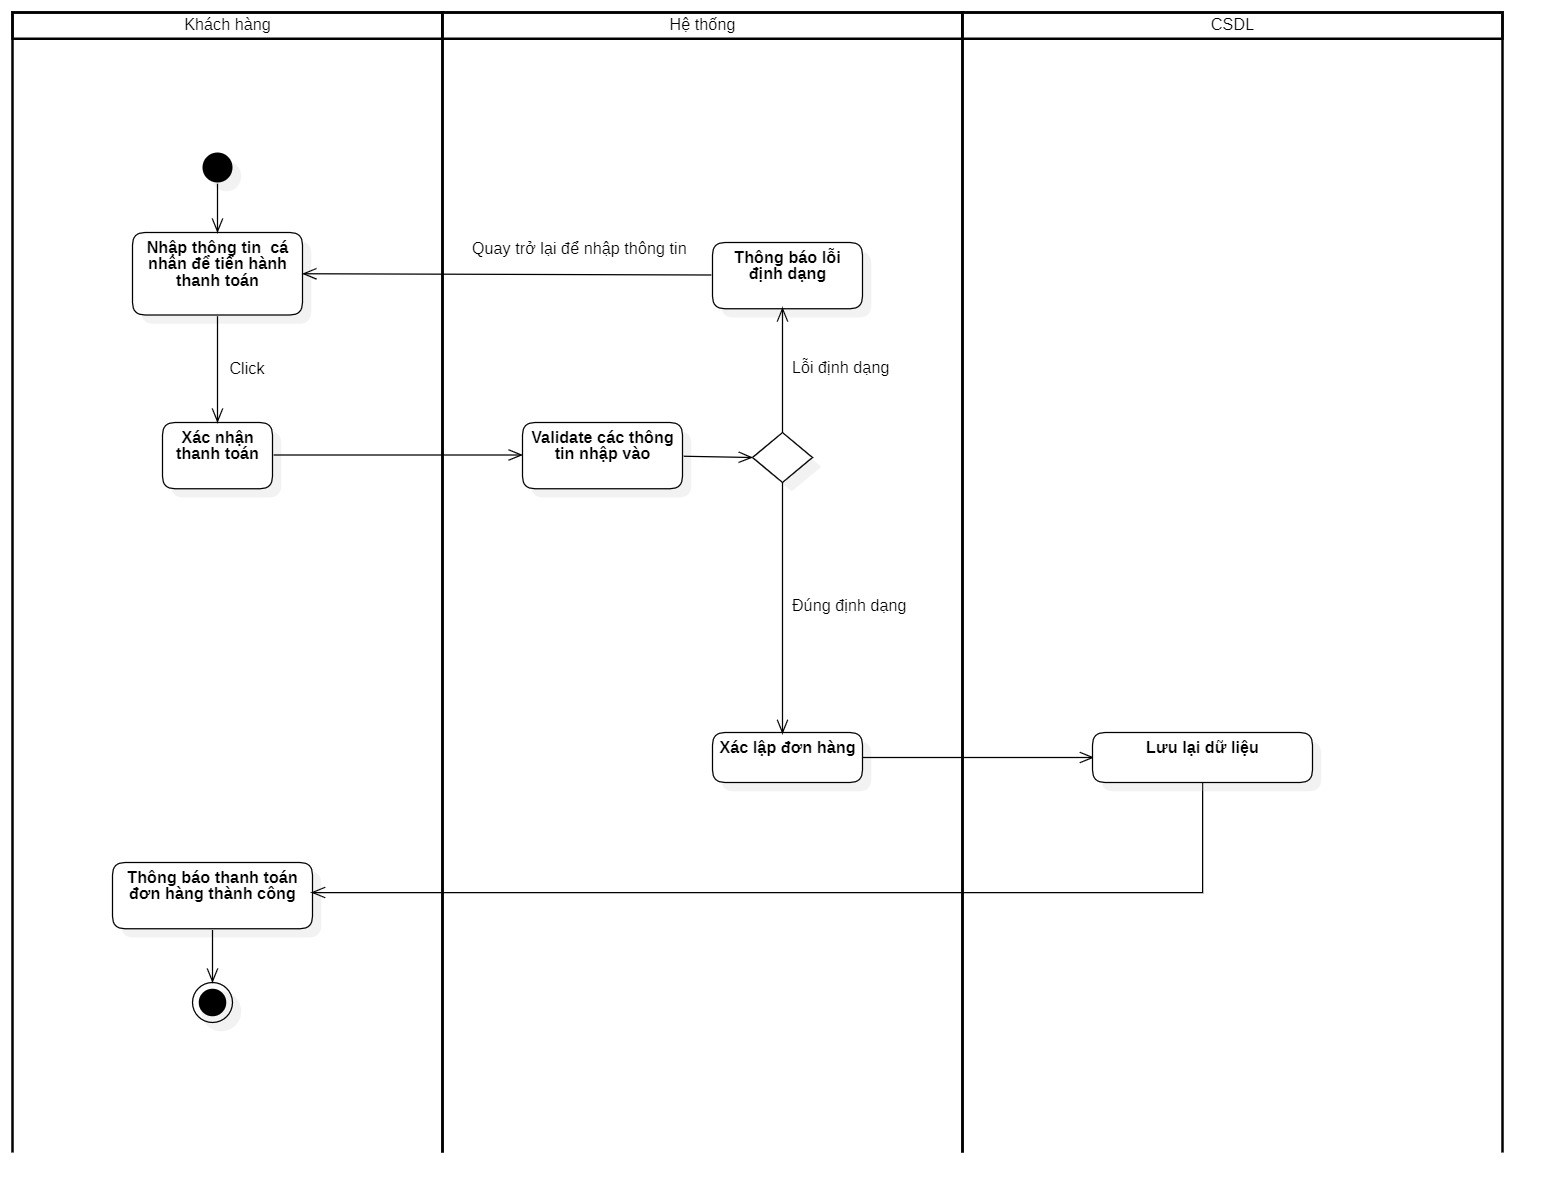 Khách hàng
Hệ thống
CSDL
Nhập thông tin  cá
nhân để tiến hành
thanh toán
Quay trở lại để nhập thông tin
Thông báo lỗi
định dạng
Click
Lỗi định dạng
Xác nhận
thanh toán
Validate các thông
tin nhập vào
Đúng định dạng
Xác lập đơn hàng
Lưu lại dữ liệu
Thông báo thanh toán
đơn hàng thành công